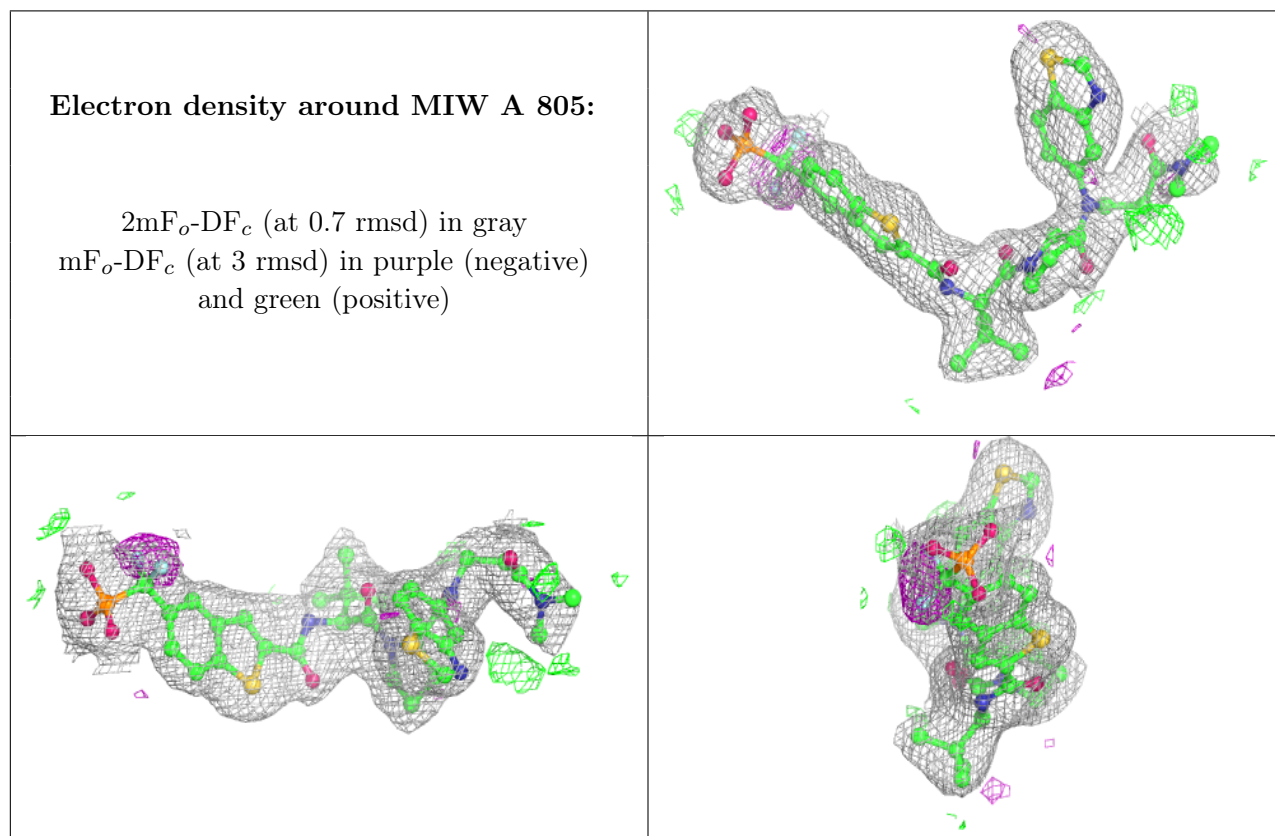 Electron density around MIW A 805:
2mFo-DFc (at 0.7 rmsd) in gray
mFo-DFc (at 3 rmsd) in purple (negative)
and green (positive)